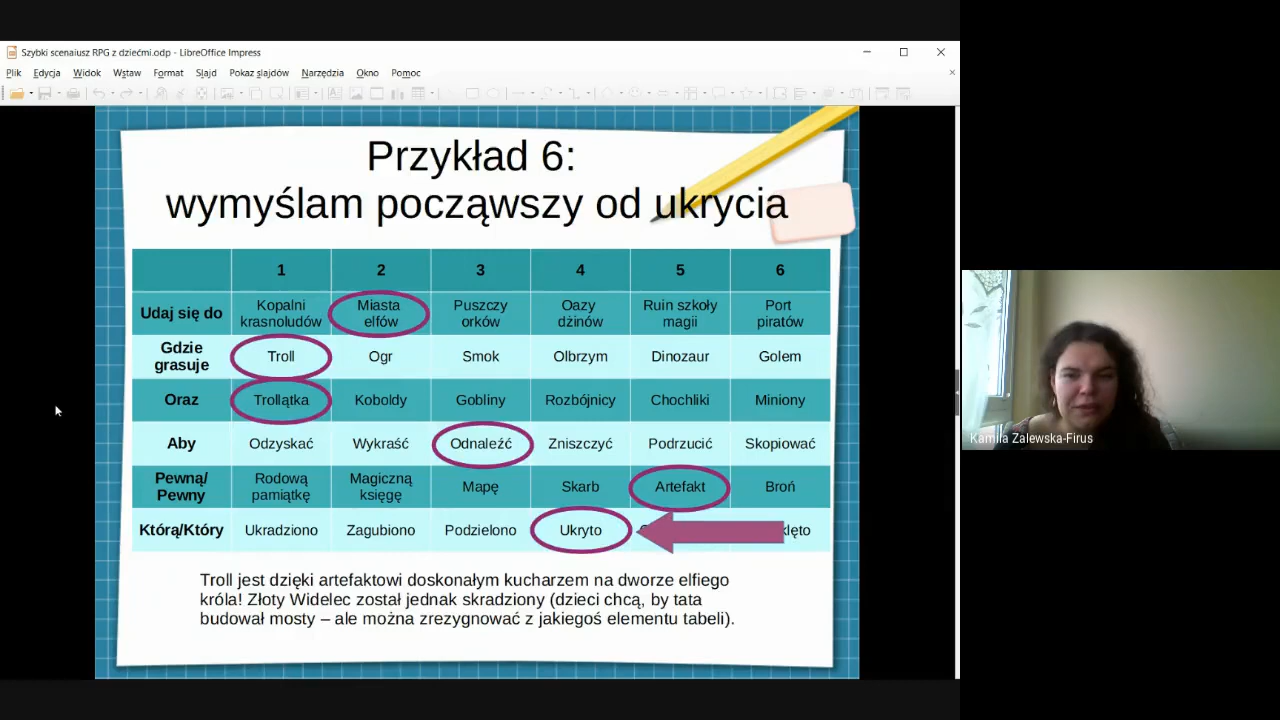 Szybki scenaiusz RPG z dziećmi.odp - LibreOffice Impress
Plik Edycja Widok Wstaw Format Slajd Pokaz slajdów Narzędzia Okno Pomoc
Przykład 6:
wymyślam począwszy od ukrycia
1 2 3 4 5 6
Udaj się do Kopalni krasnoludów Miasta elfów Puszczy orków Oazy dżinów Ruin szkoły magii Port piratów
Gdzie grasuje Troll Ogr Smok Olbrzym Dinozaur Golem
Oraz Trollątka Koboldy Gobliny Rozbójnicy Chochliki Miniony
Aby Odzyskać Wykraść Odnaleźć Zniszczyć Podrzucić Skopiować
Pewną/ Pewny Rodową pamiątkę Magiczną księgę Mapę Skarb Artefakt Broń
Którą/Który Ukradziono Zagubiono Podzielono Ukryto
Troll jest dzięki artefaktowi doskonałym kucharzem na dworze elfiego
króla! Złoty Widelec został jednak skradziony (dzieci chcą, by tata
budował mosty – ale można zrezygnować z jakiegoś elementu tabeli).
Kamila Zalewska-Firus